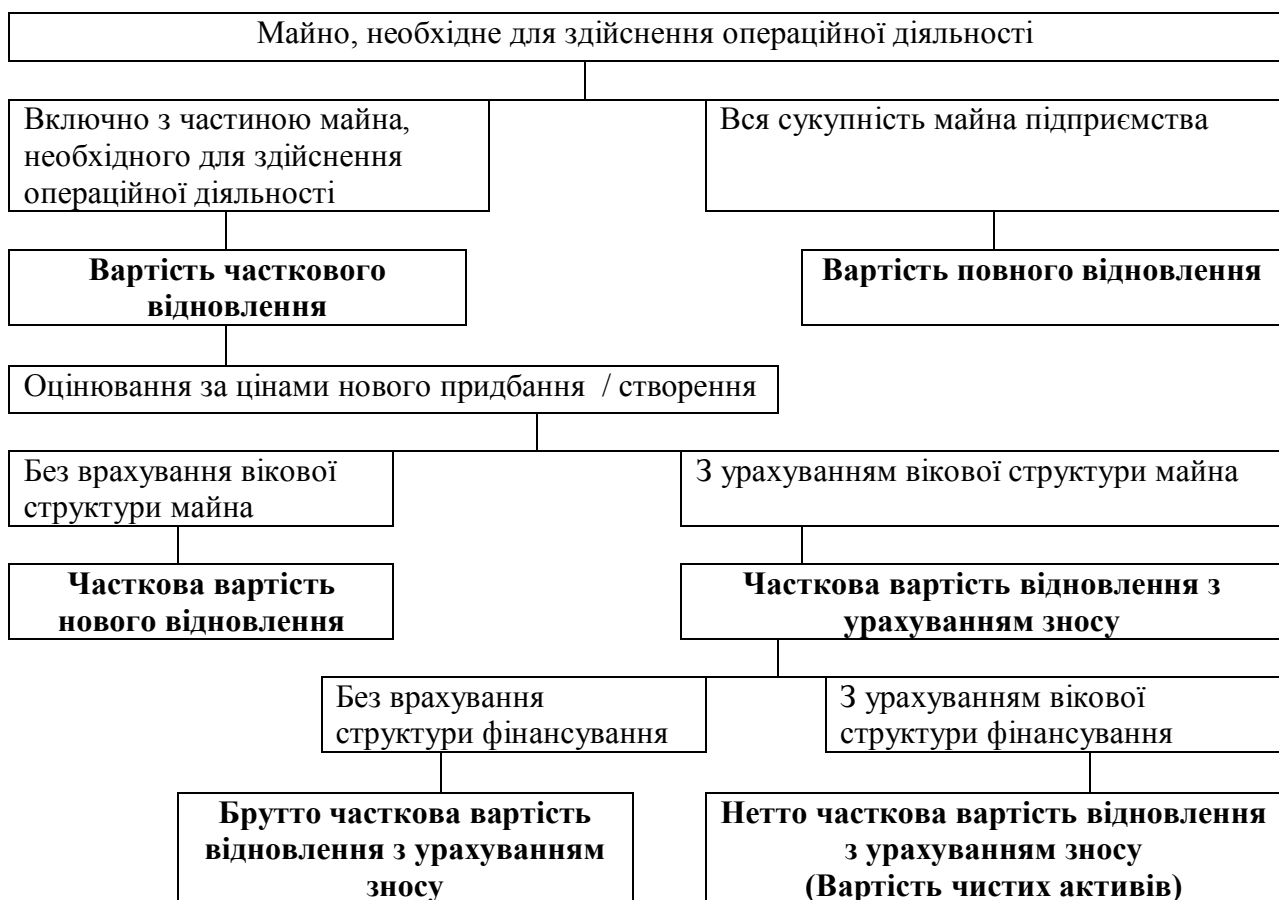 Майно, необхідне для здійснення операційної діяльності
Включно з частиною майна,
необхідного для здійснення
операційної діяльності
Вся сукупність майна підприємства
Вартість часткового
відновлення
Вартість повного відновлення
Оцінювання за цінами нового придбання / створення
Без врахування вікової
структури майна
З урахуванням вікової структури майна
Часткова вартість
нового відновлення
Часткова вартість відновлення з
урахуванням зносу
Без врахування
структури фінансування
З урахуванням вікової
структури фінансування
Брутто часткова вартість
відновлення з урахуванням
зносу
Нетто часткова вартість відновлення
з урахуванням зносу
(Вартість чистих активів)